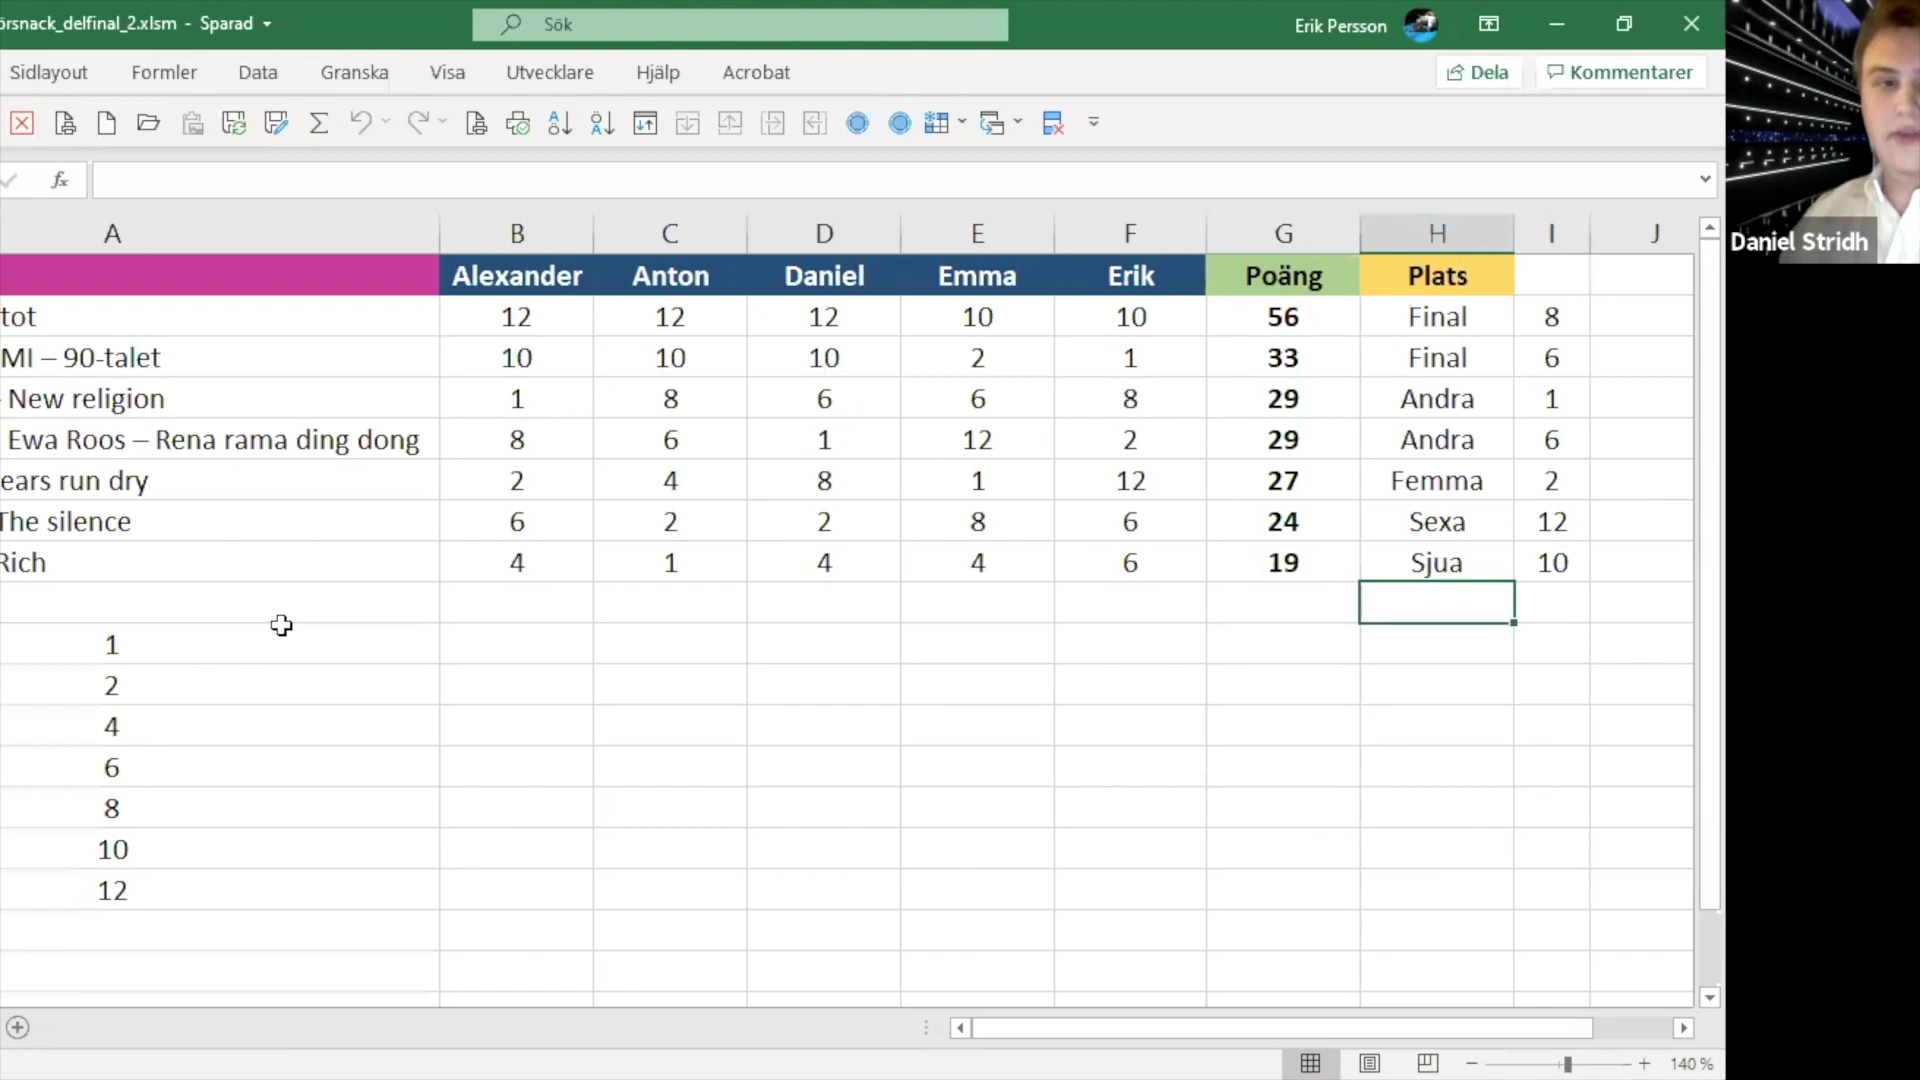 örsnack_delfinal_2.xlsm - Sparad Sök Erik Persson
Sidlayout Formler Data Granska Visa Utvecklare Hjälp Acrobat Dela Kommentarer
fx
A B C D E F G H I J
Alexander Anton Daniel Emma Erik Poäng Plats
tot 12 12 12 10 10 56 Final 8
MI – 90-talet 10 10 10 2 1 33 Final 6
- New religion 1 8 6 6 8 29 Andra 1
Ewa Roos – Rena rama ding dong 8 6 1 12 2 29 Andra 6
ears run dry 2 4 8 1 12 27 Femma 2
The silence 6 2 2 8 6 24 Sexa 12
Rich 4 1 4 4 6 19 Sjua 10
1
2
4
6
8
10
12
140 %
Daniel Stridh